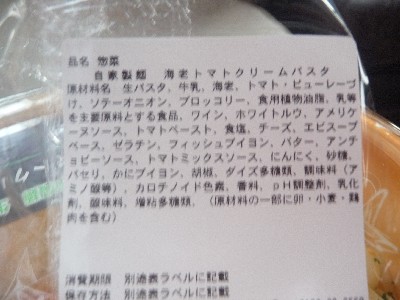 品名 惣菜
自家製麺 海老トマトクリームパスタ
原材料名 生パスタ、牛乳、海老、トマト・ピューレーづ
け、ソテーオニオン、ブロッコリー、食用植物油脂、乳等
を主要原料とする食品、ワイン、ホワイトルウ、アメリケ
ーヌソース、トマトペースト、食塩、チーズ、エビスープ
ベース、ゼラチン、フィッシュブイヨン、バター、アンチ
ョビーソース、トマトミックスソース、にんにく、砂糖、
パセリ、かにブイヨン、胡椒、ダイズ多糖類、調味料（ア
ミノ酸等）、カロチノイド色素、香料、pH調整剤、乳化
剤、酸味料、増粘多糖類、（原材料の一部に卵・小麦・鶏
肉を含む）
消費期限 別途表ラベルに記載
保存方法 別途表ラベルに記載